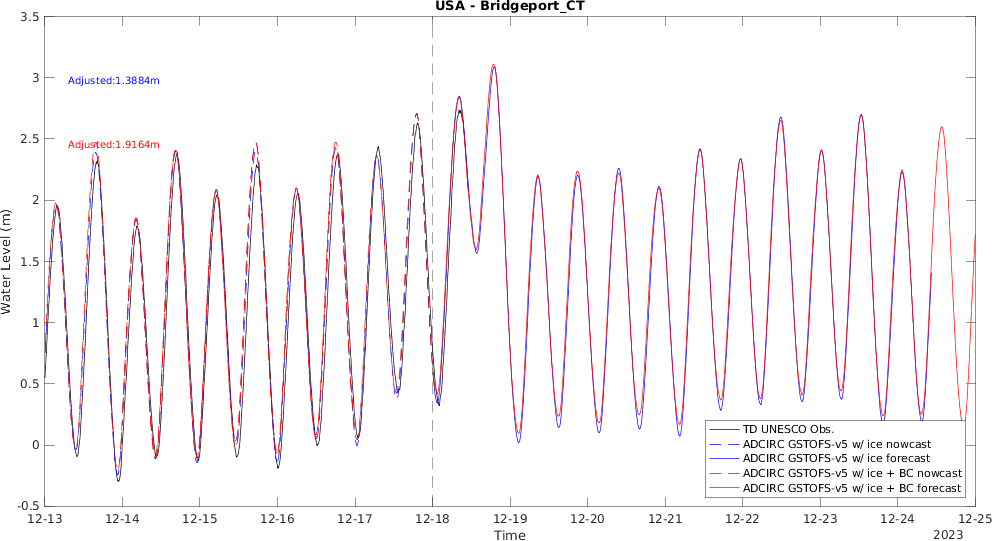 USA - Bridgeport_CT
3.5
3
2.5
2
1.5
1
0.5
0
-0.5
Water Level (m)
Adjusted:1.3884m
Adjusted:1.9164m
TD UNESCO Obs.
ADCIRC GSTOFS-v5 w/ ice nowcast
ADCIRC GSTOFS-v5 w/ ice forecast
ADCIRC GSTOFS-v5 w/ ice + BC nowcast
ADCIRC GSTOFS-v5 w/ ice + BC forecast
12-13 12-14 12-15 12-16 12-17 12-18 12-19 12-20 12-21 12-22 12-23 12-24 12-25
Time
2023